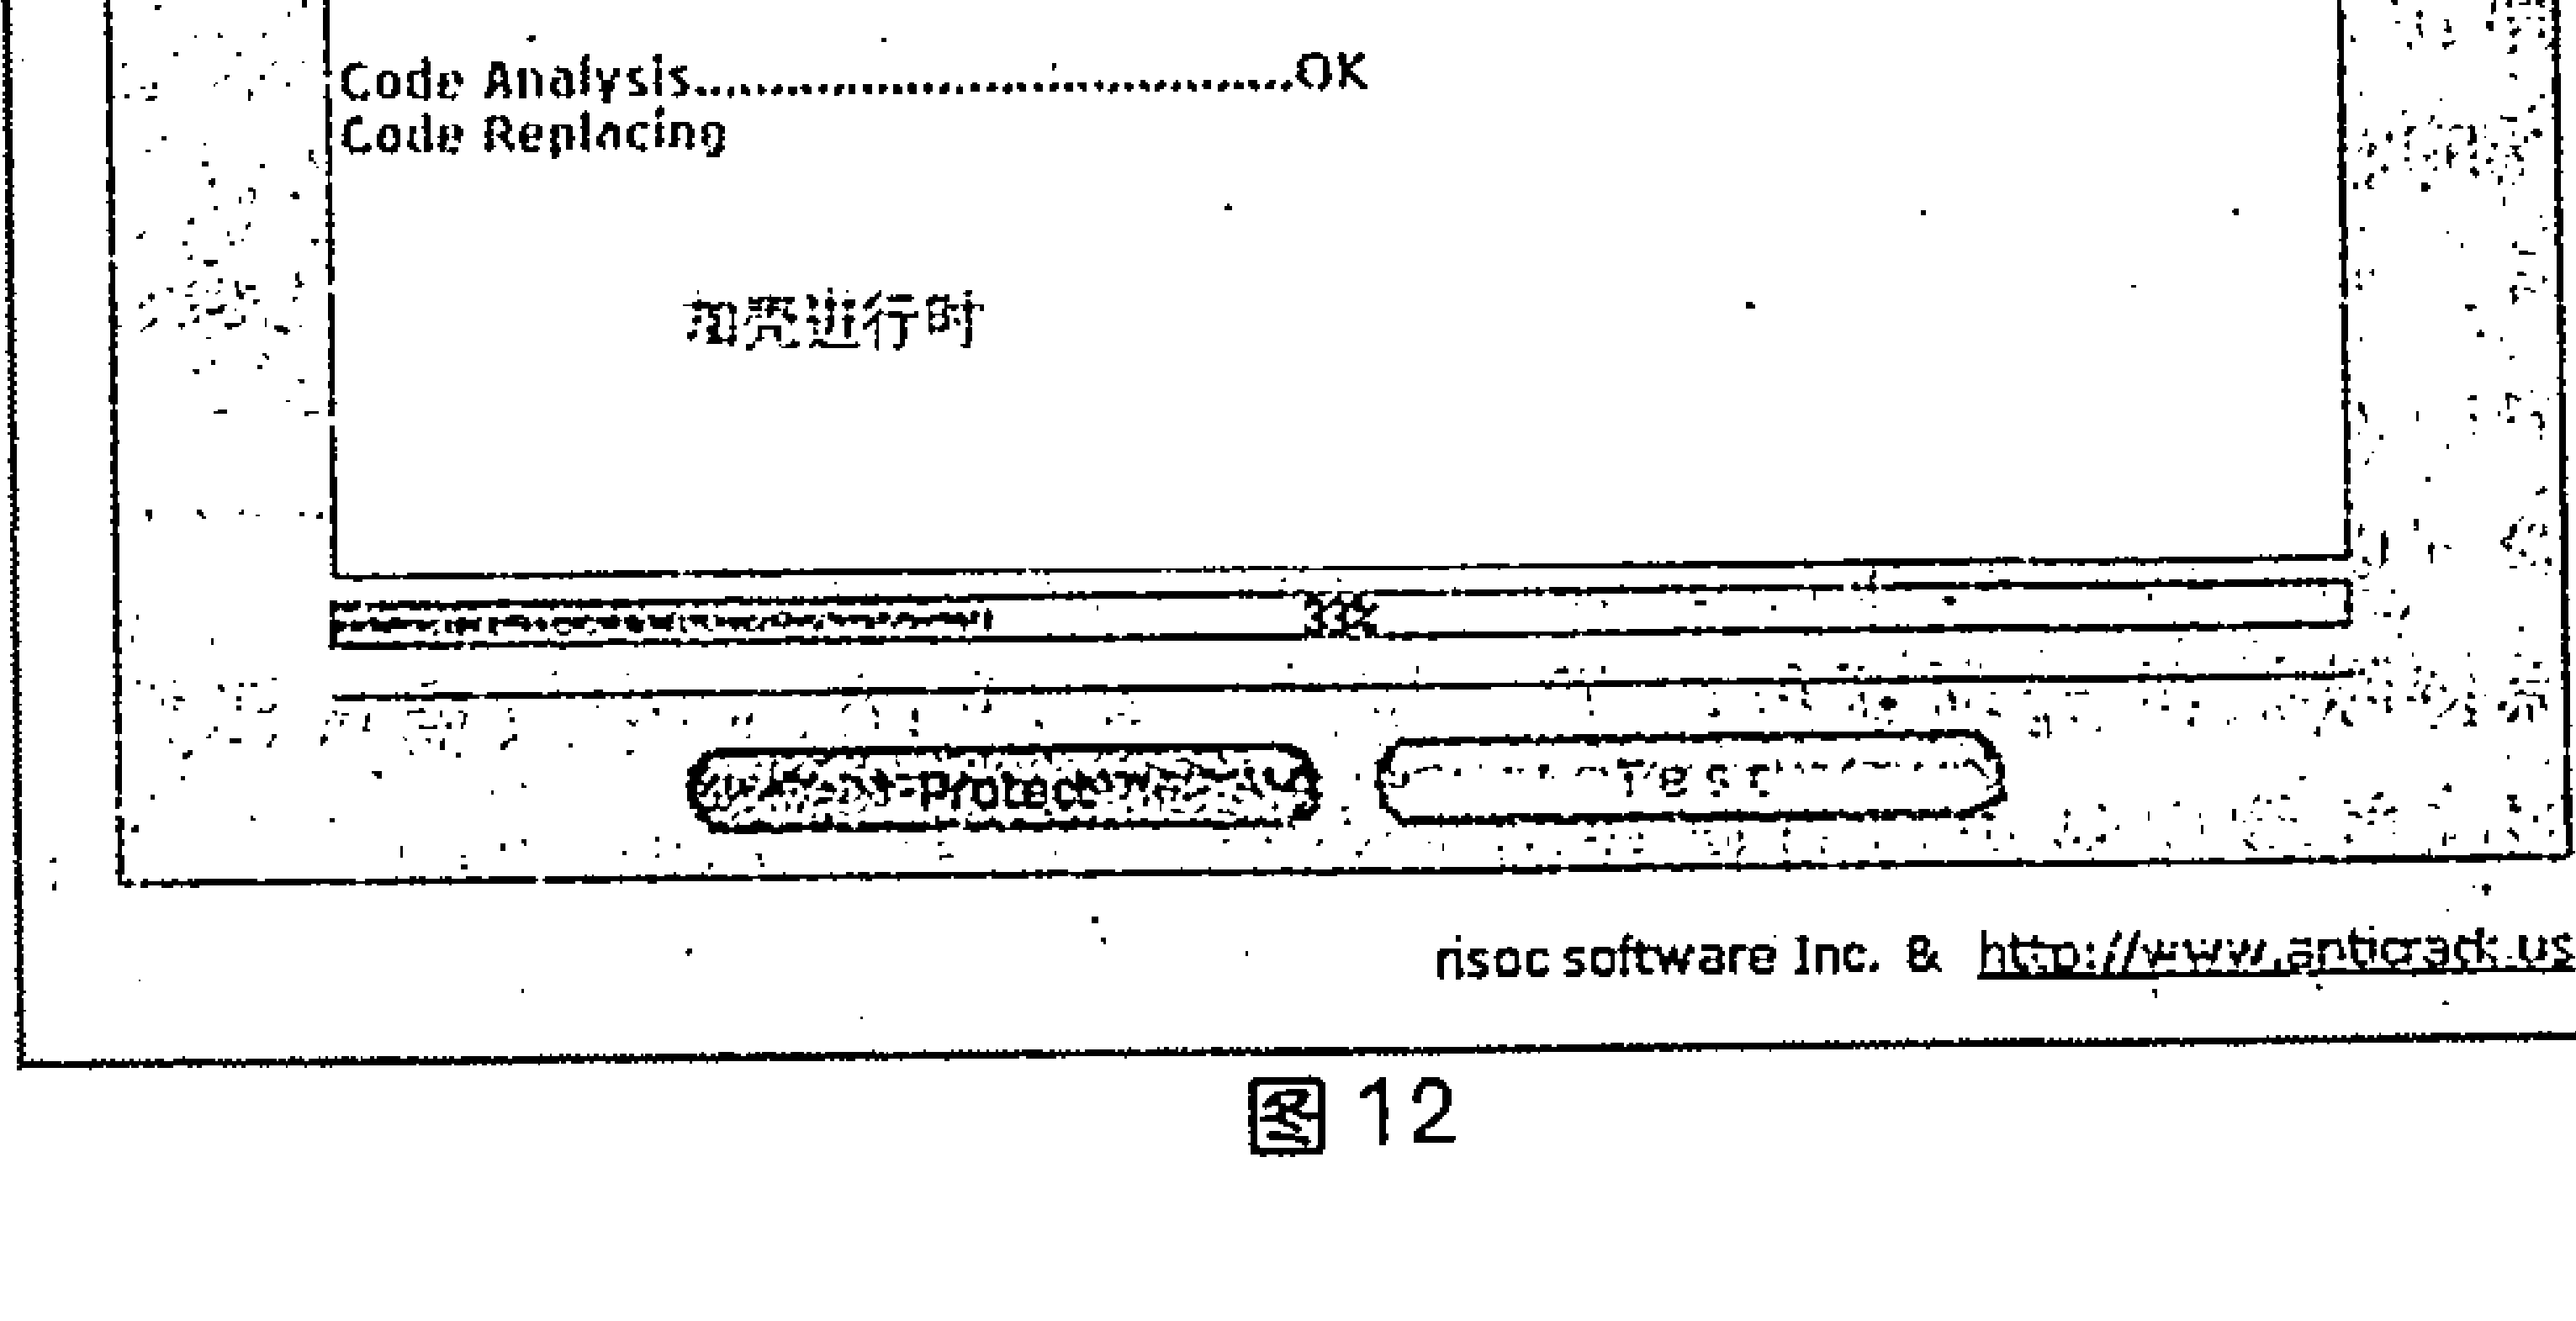 Code Analysis.......................................OK
Code Replacing
加壳进行时
33%
Protect
Test
risoc software Inc. & http://www.anticrack.us
图 12